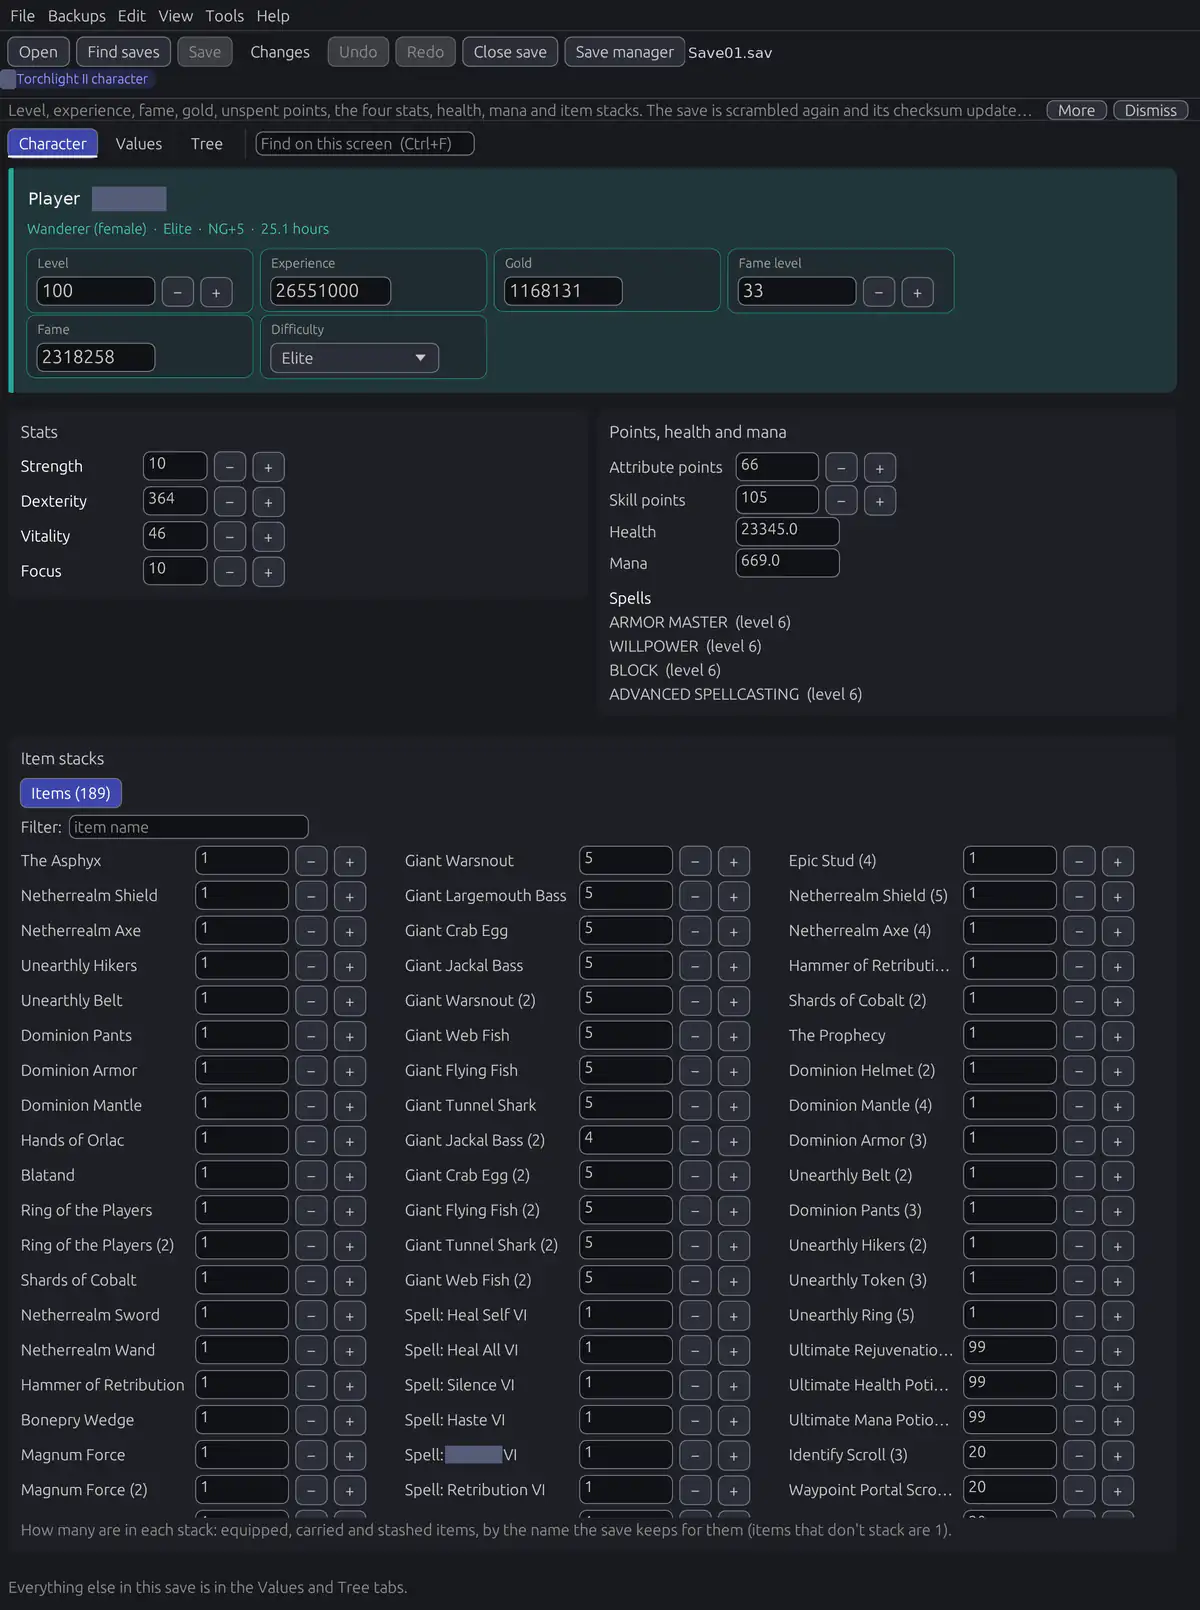 File Backups Edit View Tools Help
Open Find saves Save Changes Undo Redo Close save Save manager Save01.sav
Torchlight II character
Level, experience, fame, gold, unspent points, the four stats, health, mana and item stacks. The save is scrambled again and its checksum update… More Dismiss
Character Values Tree Find on this screen (Ctrl+F)
Player
Wanderer (female) · Elite · NG+5 · 25.1 hours
Level Experience Gold Fame level
100 − + 26551000 1168131 33 − +
Fame Difficulty
2318258 Elite
Stats
Strength 10 − +
Dexterity 364 − +
Vitality 46 − +
Focus 10 − +
Points, health and mana
Attribute points 66 − +
Skill points 105 − +
Health 23345.0
Mana 669.0
Spells
ARMOR MASTER (level 6)
WILLPOWER (level 6)
BLOCK (level 6)
ADVANCED SPELLCASTING (level 6)
Item stacks
Items (189)
Filter: item name
The Asphyx 1 − + Giant Warsnout 5 − + Epic Stud (4) 1 − +
Netherrealm Shield 1 − + Giant Largemouth Bass 5 − + Netherrealm Shield (5) 1 − +
Netherrealm Axe 1 − + Giant Crab Egg 5 − + Netherrealm Axe (4) 1 − +
Unearthly Hikers 1 − + Giant Jackal Bass 5 − + Hammer of Retributi… 1 − +
Unearthly Belt 1 − + Giant Warsnout (2) 5 − + Shards of Cobalt (2) 1 − +
Dominion Pants 1 − + Giant Web Fish 5 − + The Prophecy 1 − +
Dominion Armor 1 − + Giant Flying Fish 5 − + Dominion Helmet (2) 1 − +
Dominion Mantle 1 − + Giant Tunnel Shark 5 − + Dominion Mantle (4) 1 − +
Hands of Orlac 1 − + Giant Jackal Bass (2) 4 − + Dominion Armor (3) 1 − +
Blatand 1 − + Giant Crab Egg (2) 5 − + Unearthly Belt (2) 1 − +
Ring of the Players 1 − + Giant Flying Fish (2) 5 − + Dominion Pants (3) 1 − +
Ring of the Players (2) 1 − + Giant Tunnel Shark (2) 5 − + Unearthly Hikers (2) 1 − +
Shards of Cobalt 1 − + Giant Web Fish (2) 5 − + Unearthly Token (3) 1 − +
Netherrealm Sword 1 − + Spell: Heal Self VI 1 − + Unearthly Ring (5) 1 − +
Netherrealm Wand 1 − + Spell: Heal All VI 1 − + Ultimate Rejuvenatio… 99 − +
Hammer of Retribution 1 − + Spell: Silence VI 1 − + Ultimate Health Poti… 99 − +
Bonepry Wedge 1 − + Spell: Haste VI 1 − + Ultimate Mana Potio… 99 − +
Magnum Force 1 − + Spell: VI 1 − + Identify Scroll (3) 20 − +
Magnum Force (2) 1 − + Spell: Retribution VI 1 − + Waypoint Portal Scro… 20 − +
How many are in each stack: equipped, carried and stashed items, by the name the save keeps for them (items that don't stack are 1).
Everything else in this save is in the Values and Tree tabs.